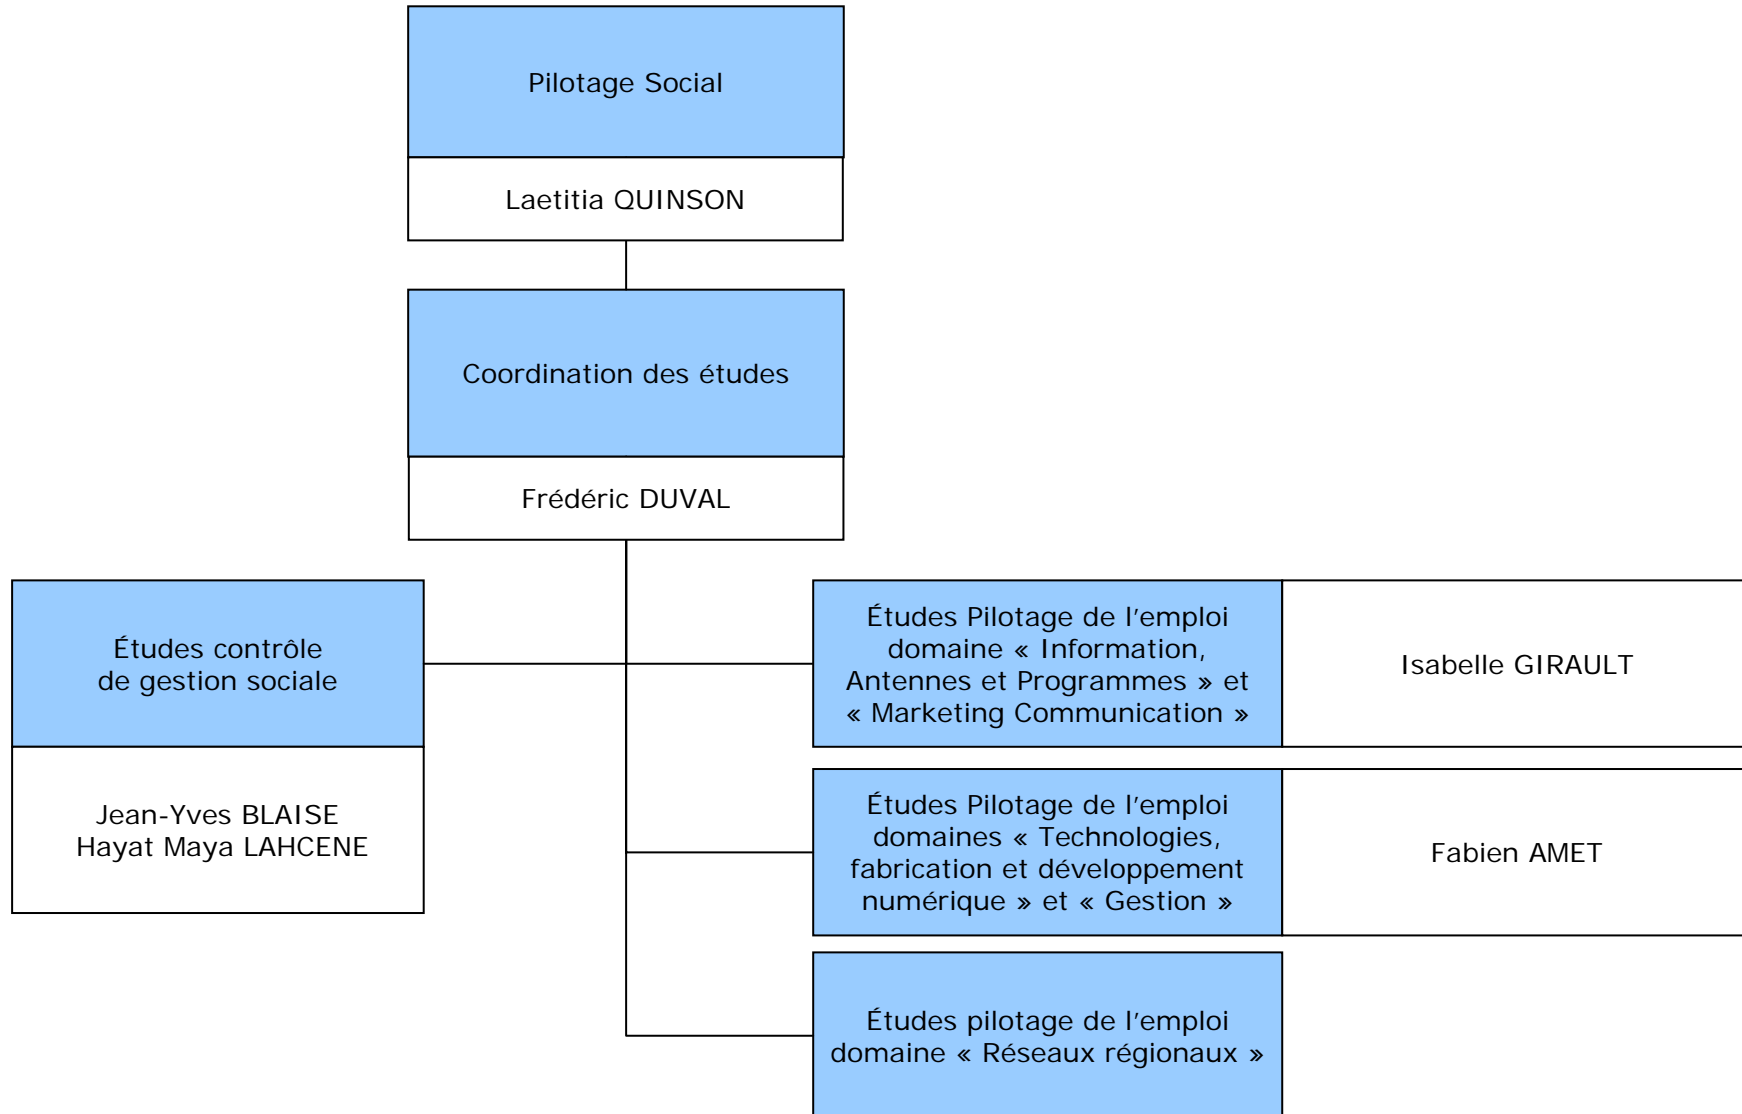 Pilotage Social
Laetitia QUINSON
Coordination des études
Frédéric DUVAL
Études contrôle
de gestion sociale
Jean-Yves BLAISE
Hayat Maya LAHCENE
Études Pilotage de l’emploi
domaine « Information,
Antennes et Programmes » et
« Marketing Communication »
Isabelle GIRAULT
Études Pilotage de l’emploi
domaines « Technologies,
fabrication et développement
numérique » et « Gestion »
Fabien AMET
Études pilotage de l’emploi
domaine « Réseaux régionaux »